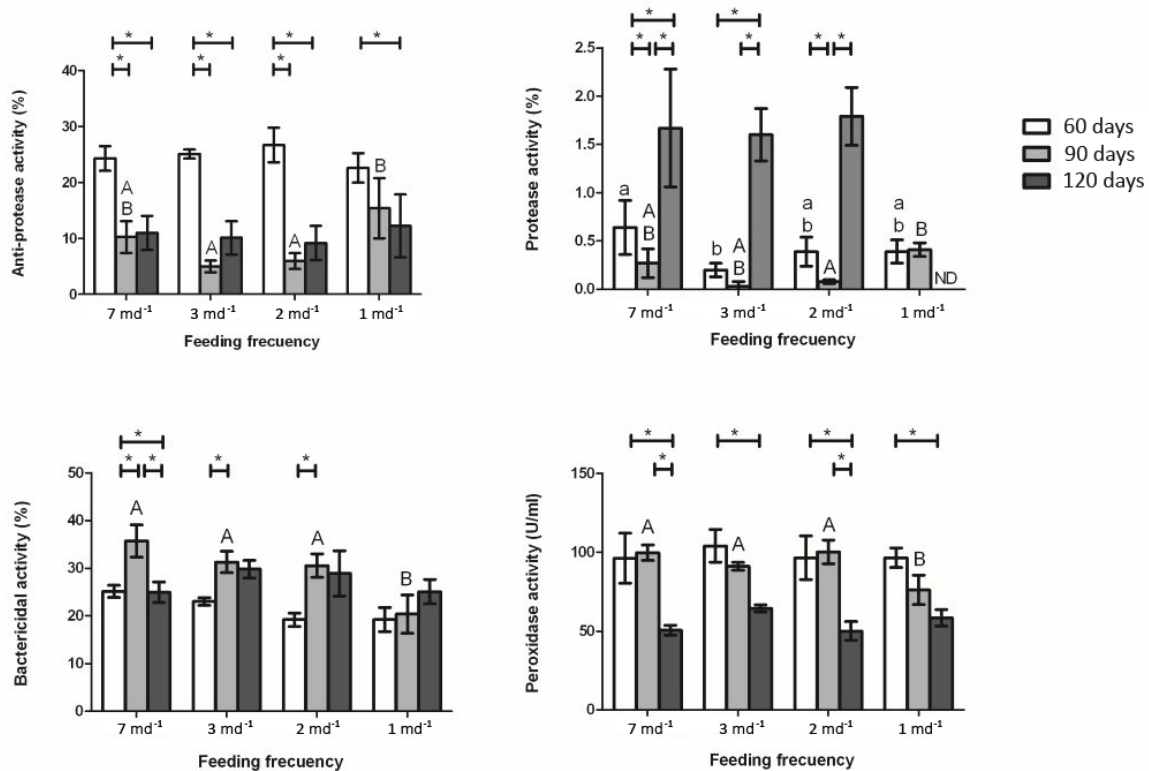 * * * *
* * *
40
30
20
10
0
Anti-protease activity (%)
A
B
A
A
B
7 md⁻¹ 3 md⁻¹ 2 md⁻¹ 1 md⁻¹
Feeding frecuency
* *
* * * * *
2.5
2.0
1.5
1.0
0.5
0.0
Protease activity (%)
a
A
B
b
A
B
a
b
A
a
b
B
ND
7 md⁻¹ 3 md⁻¹ 2 md⁻¹ 1 md⁻¹
Feeding frecuency
60 days
90 days
120 days
*
* * * *
50
40
30
20
10
0
Bactericidal activity (%)
A
A
A
B
7 md⁻¹ 3 md⁻¹ 2 md⁻¹ 1 md⁻¹
Feeding frecuency
* * * *
* *
150
100
50
0
Peroxidase activity (U/ml)
A
A
A
B
7 md⁻¹ 3 md⁻¹ 2 md⁻¹ 1 md⁻¹
Feeding frecuency